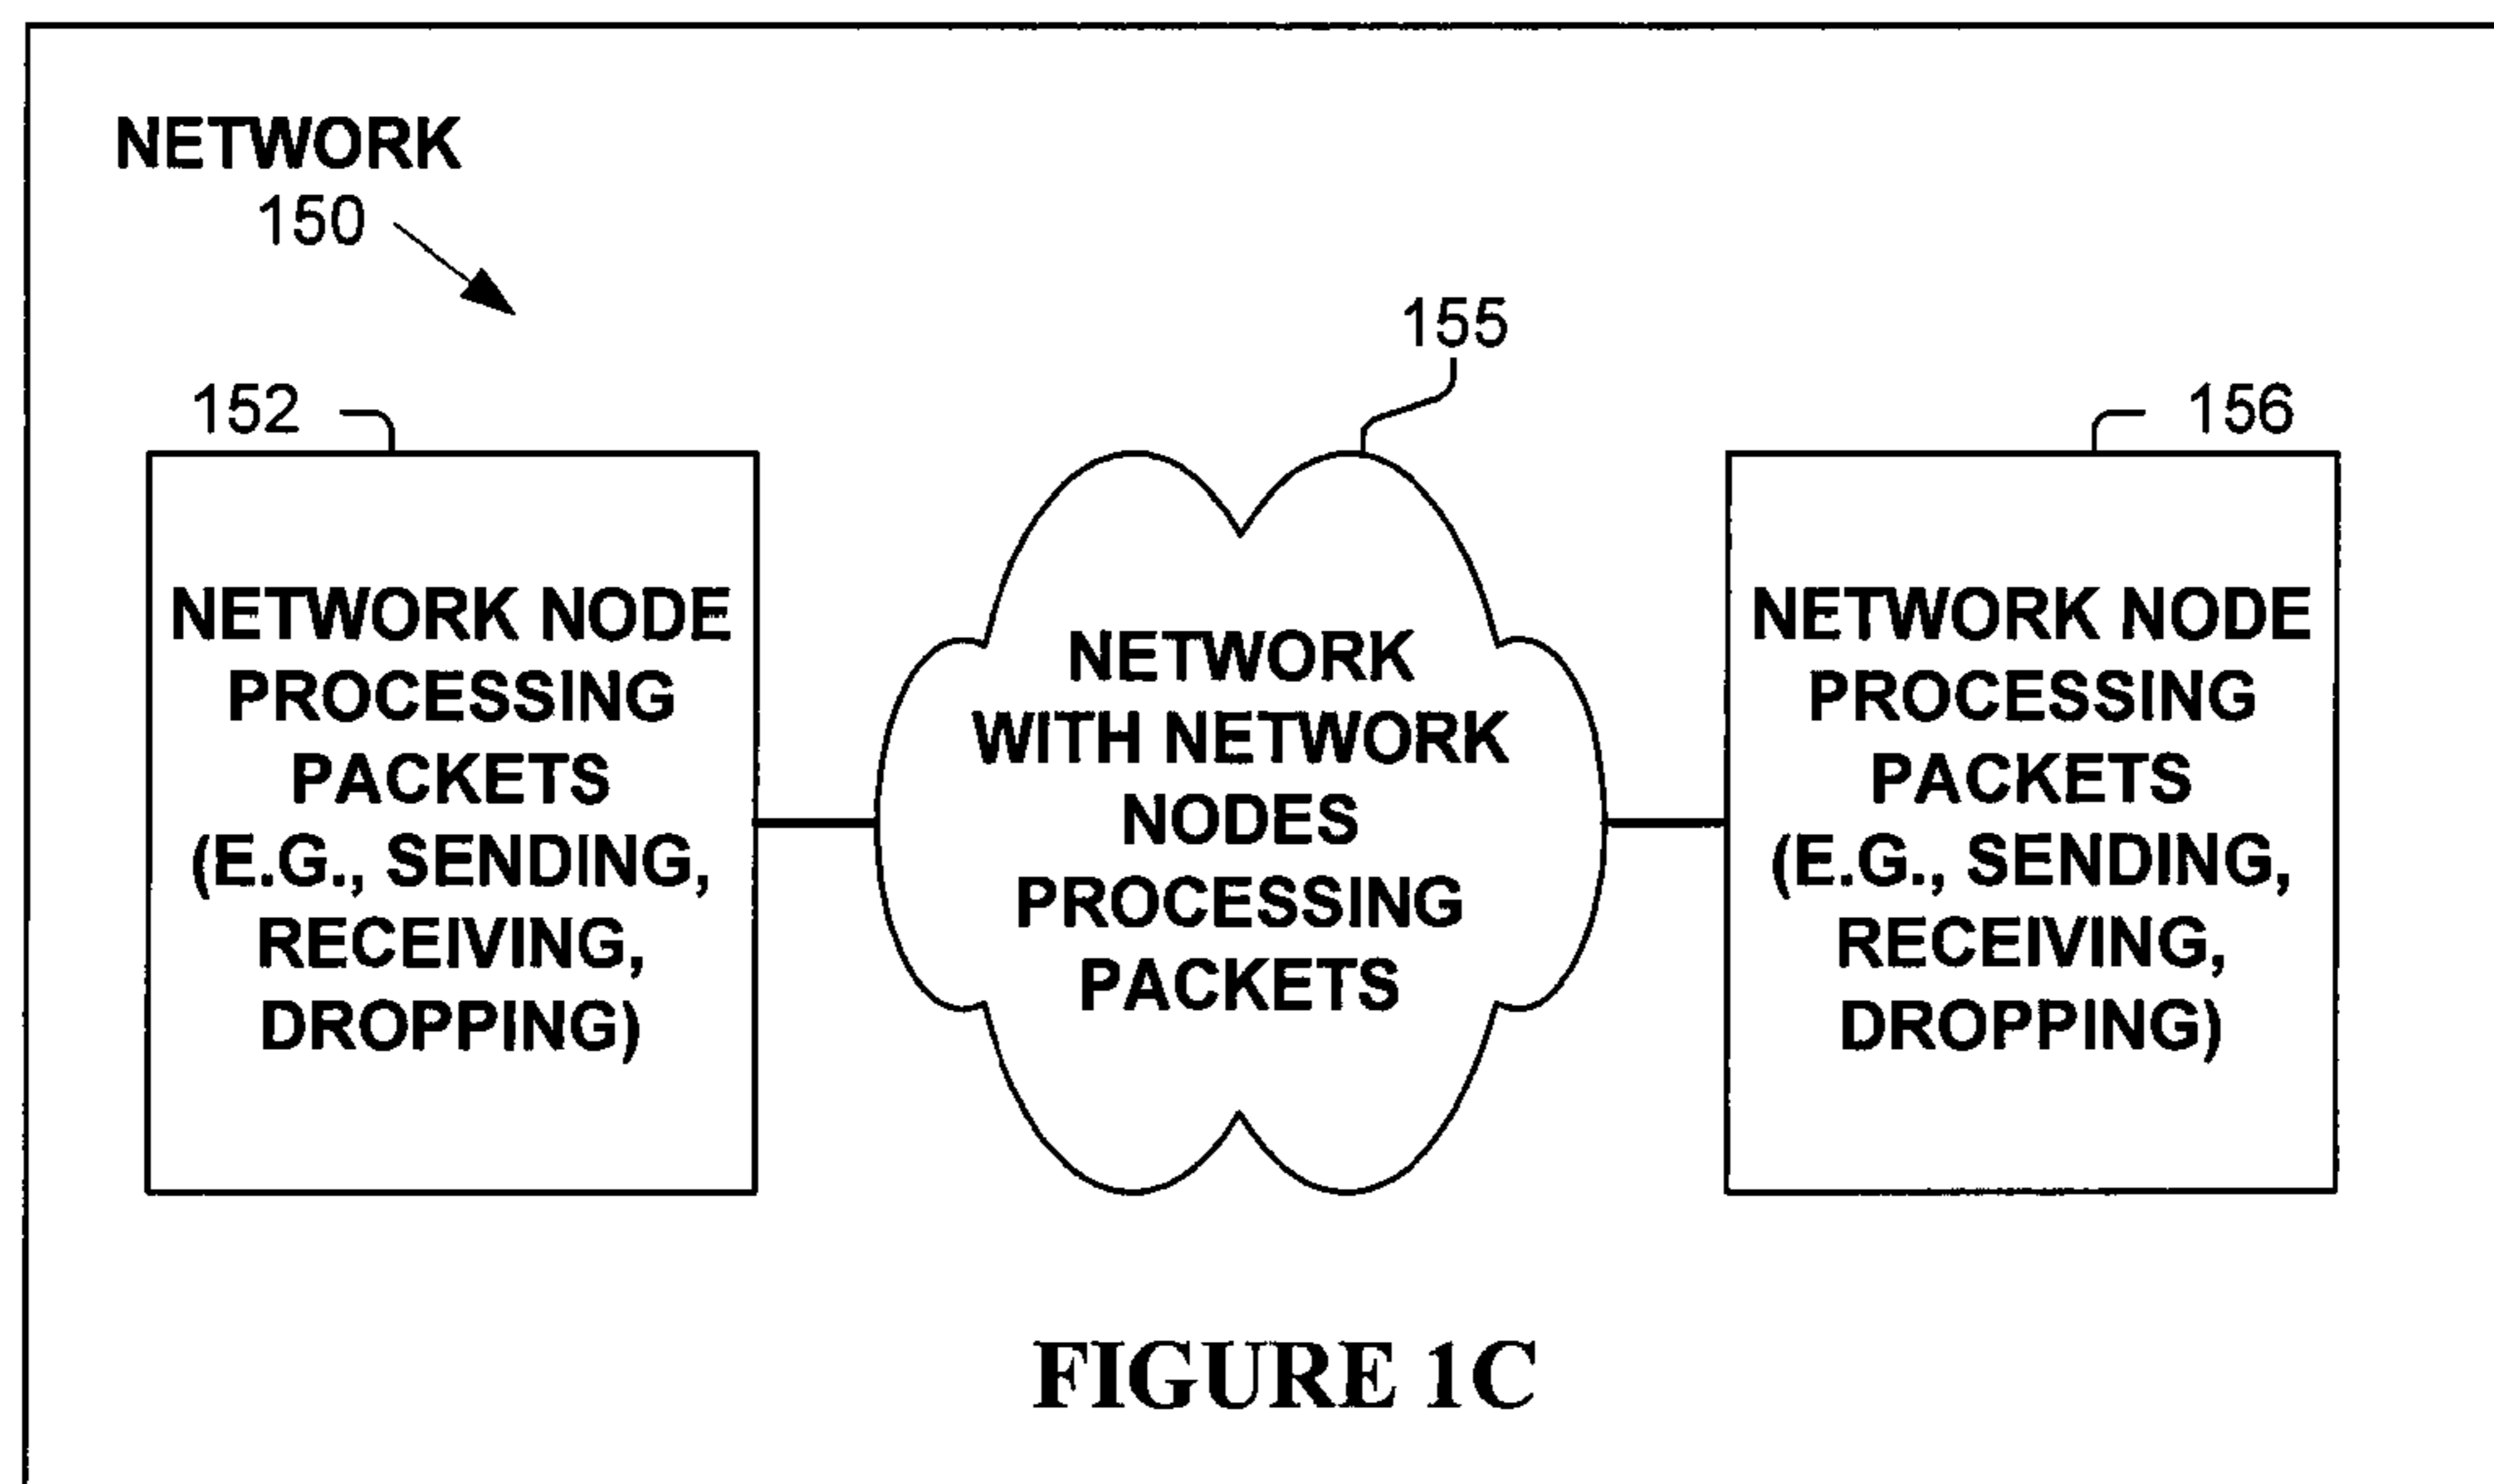 NETWORK
150
155
152
156
NETWORK NODE
PROCESSING
PACKETS
(E.G., SENDING,
RECEIVING,
DROPPING)
NETWORK
WITH NETWORK
NODES
PROCESSING
PACKETS
NETWORK NODE
PROCESSING
PACKETS
(E.G., SENDING,
RECEIVING,
DROPPING)
FIGURE 1C